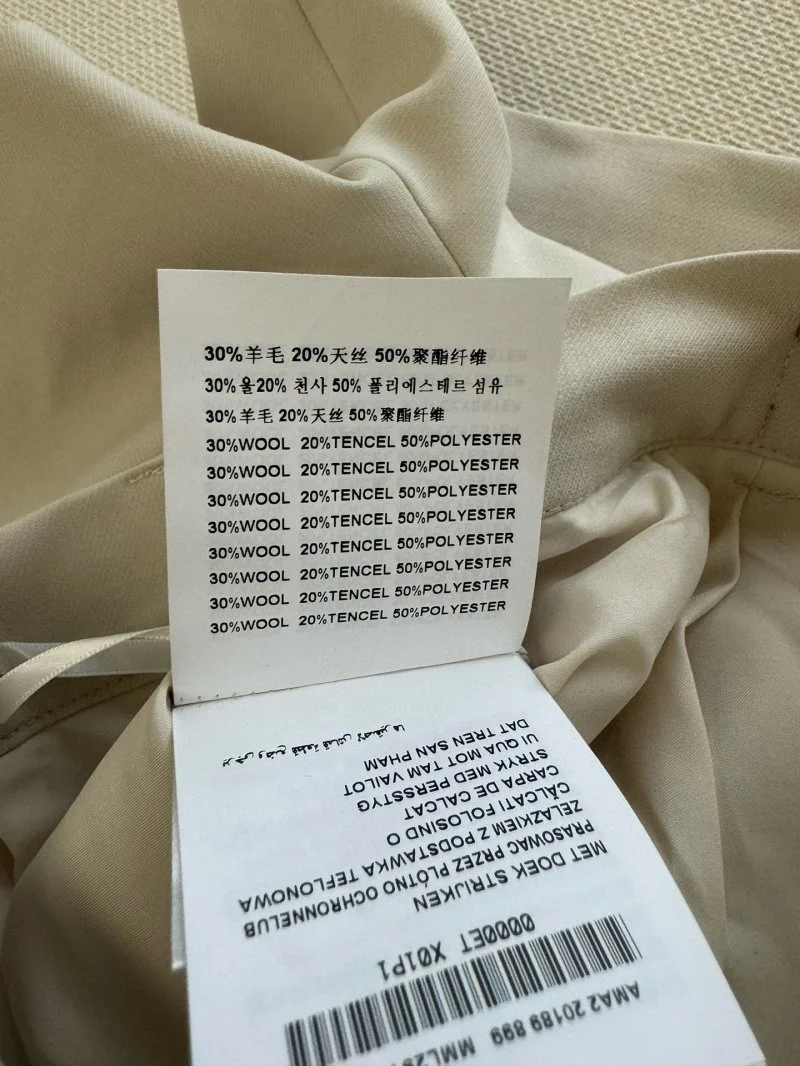 30%羊毛 20%天丝 50%聚酯纤维
30%울20% 천사 50% 폴리에스테르 섬유
30%羊毛 20%天丝 50%聚酯纤维
30%WOOL 20%TENCEL 50%POLYESTER
30%WOOL 20%TENCEL 50%POLYESTER
30%WOOL 20%TENCEL 50%POLYESTER
30%WOOL 20%TENCEL 50%POLYESTER
30%WOOL 20%TENCEL 50%POLYESTER
30%WOOL 20%TENCEL 50%POLYESTER
30%WOOL 20%TENCEL 50%POLYESTER
30%WOOL 20%TENCEL 50%POLYESTER
AMA2 20189 899
0000ET X01P1
MET DOEK STRIJKEN
PRASOWAC PRZEZ PLÓTNO OCHRONNELUB
ZELAZKIEM Z PODSTAWKA TEFLONOWA
CĂLCATI FOLOSIND O
CARPA DE CALCAT
STRYK MED PERSSTYG
UI QUA MOT TAM VAILOT
DAT TREN SAN PHAM